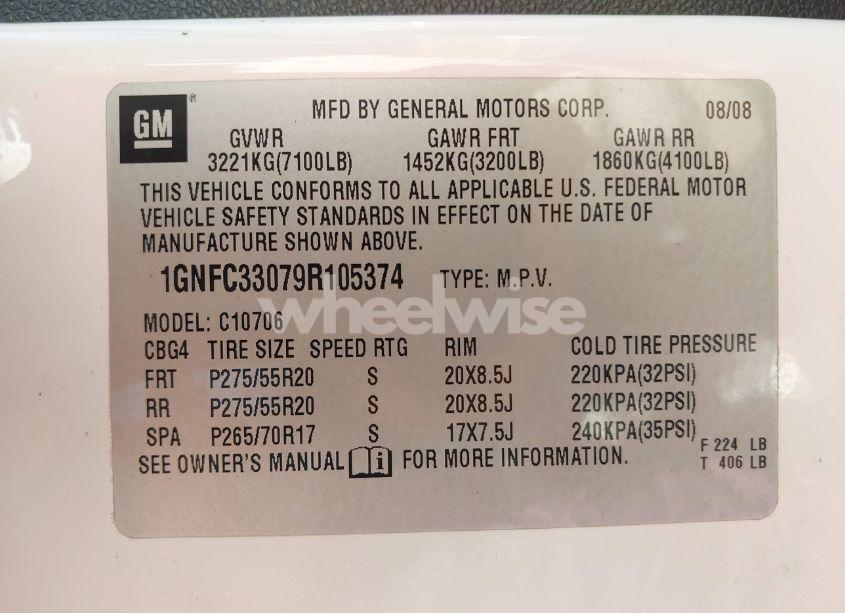 GM ® MFD BY GENERAL MOTORS CORP. 08/08
GVWR GAWR FRT GAWR RR
3221KG(7100LB) 1452KG(3200LB) 1860KG(4100LB)
THIS VEHICLE CONFORMS TO ALL APPLICABLE U.S. FEDERAL MOTOR
VEHICLE SAFETY STANDARDS IN EFFECT ON THE DATE OF
MANUFACTURE SHOWN ABOVE.
1GNFC33079R105374 TYPE: M.P.V.
wheelwise
MODEL: C10706
CBG4 TIRE SIZE SPEED RTG RIM COLD TIRE PRESSURE
FRT P275/55R20 S 20X8.5J 220KPA(32PSI)
RR P275/55R20 S 20X8.5J 220KPA(32PSI)
SPA P265/70R17 S 17X7.5J 240KPA(35PSI)
F 224 LB
SEE OWNER'S MANUAL i FOR MORE INFORMATION.
T 406 LB